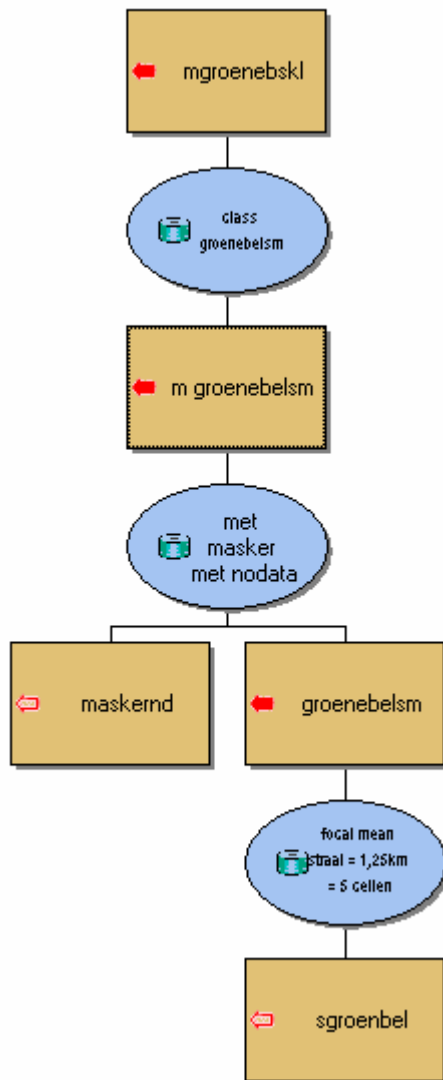 mgroenebskl
class
groenebelsm
m groenebelsm
met
masker
met nodata
maskernd
groenebelsm
focal mean
straal = 1,25km
= 5 cellen
sgroenbel